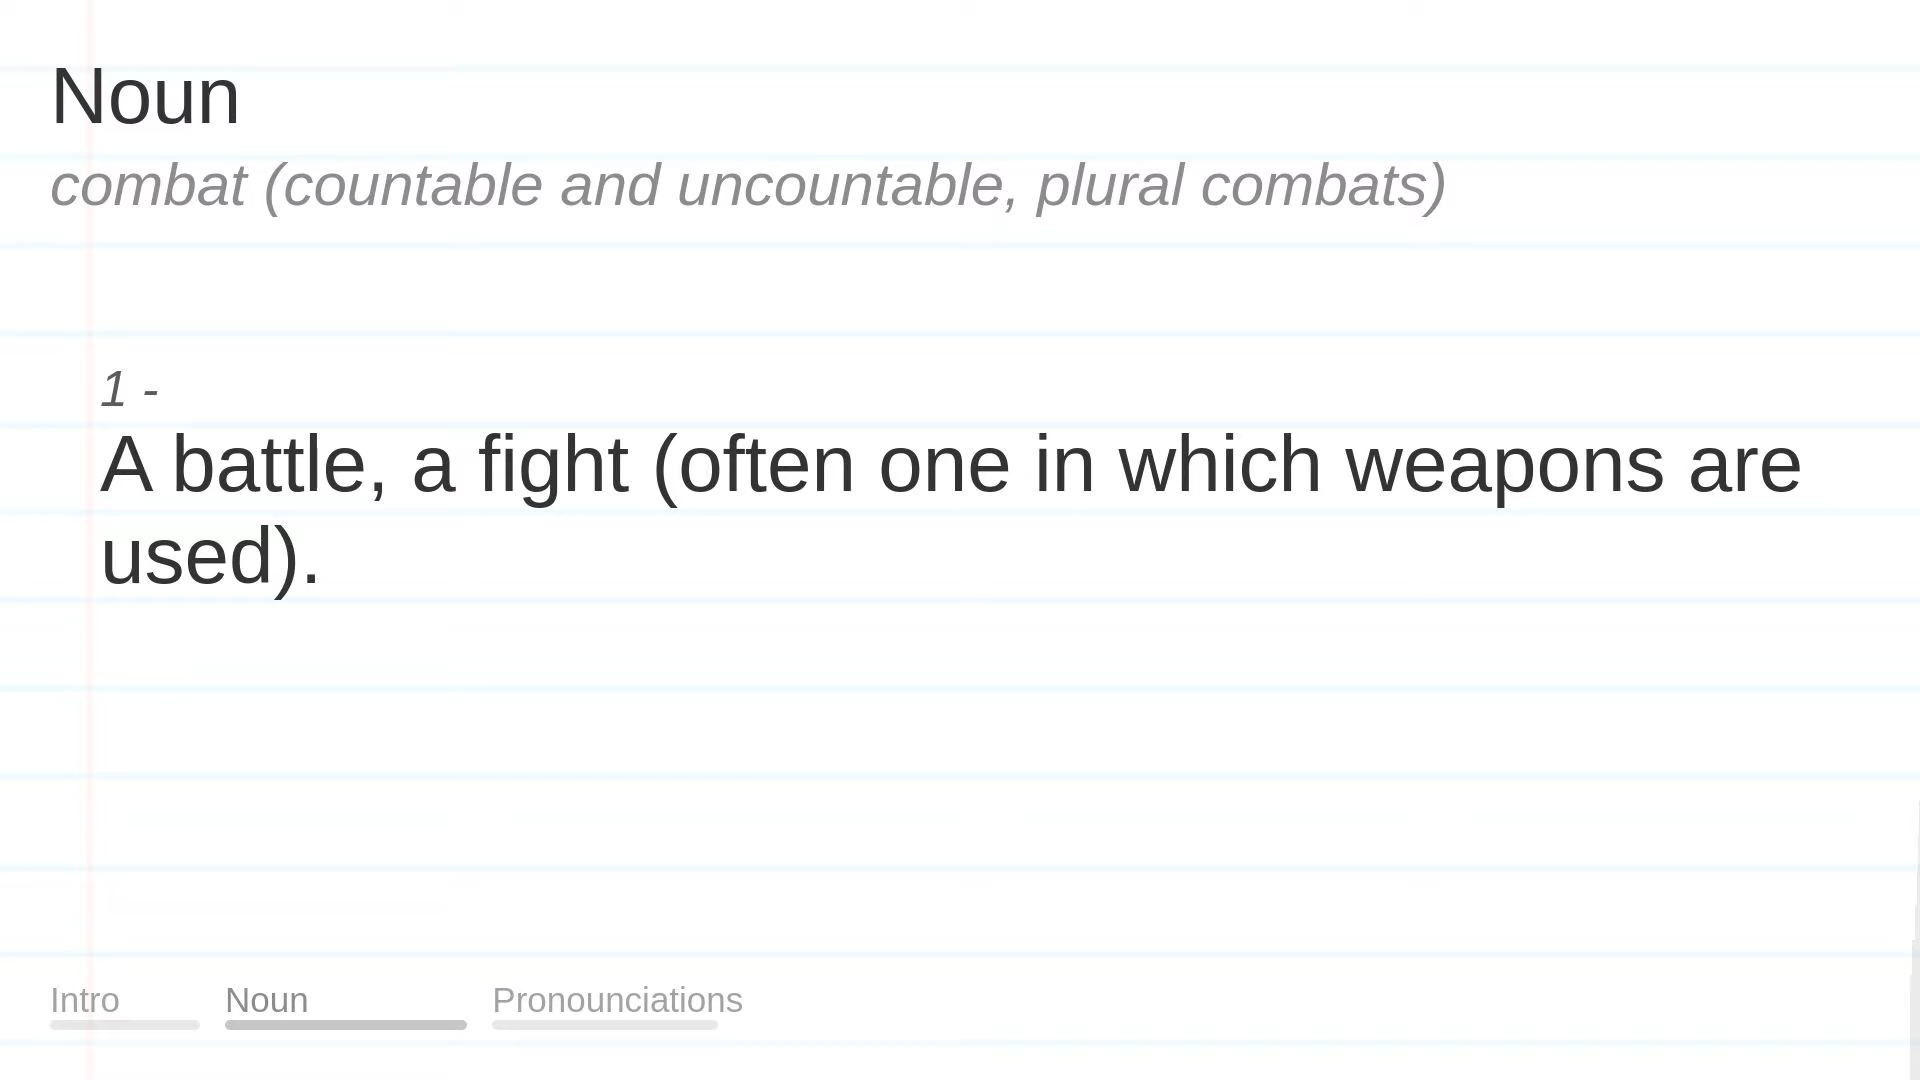 Noun
combat (countable and uncountable, plural combats)
1 -
A battle, a fight (often one in which weapons are
used).
Intro
Noun
Pronounciations